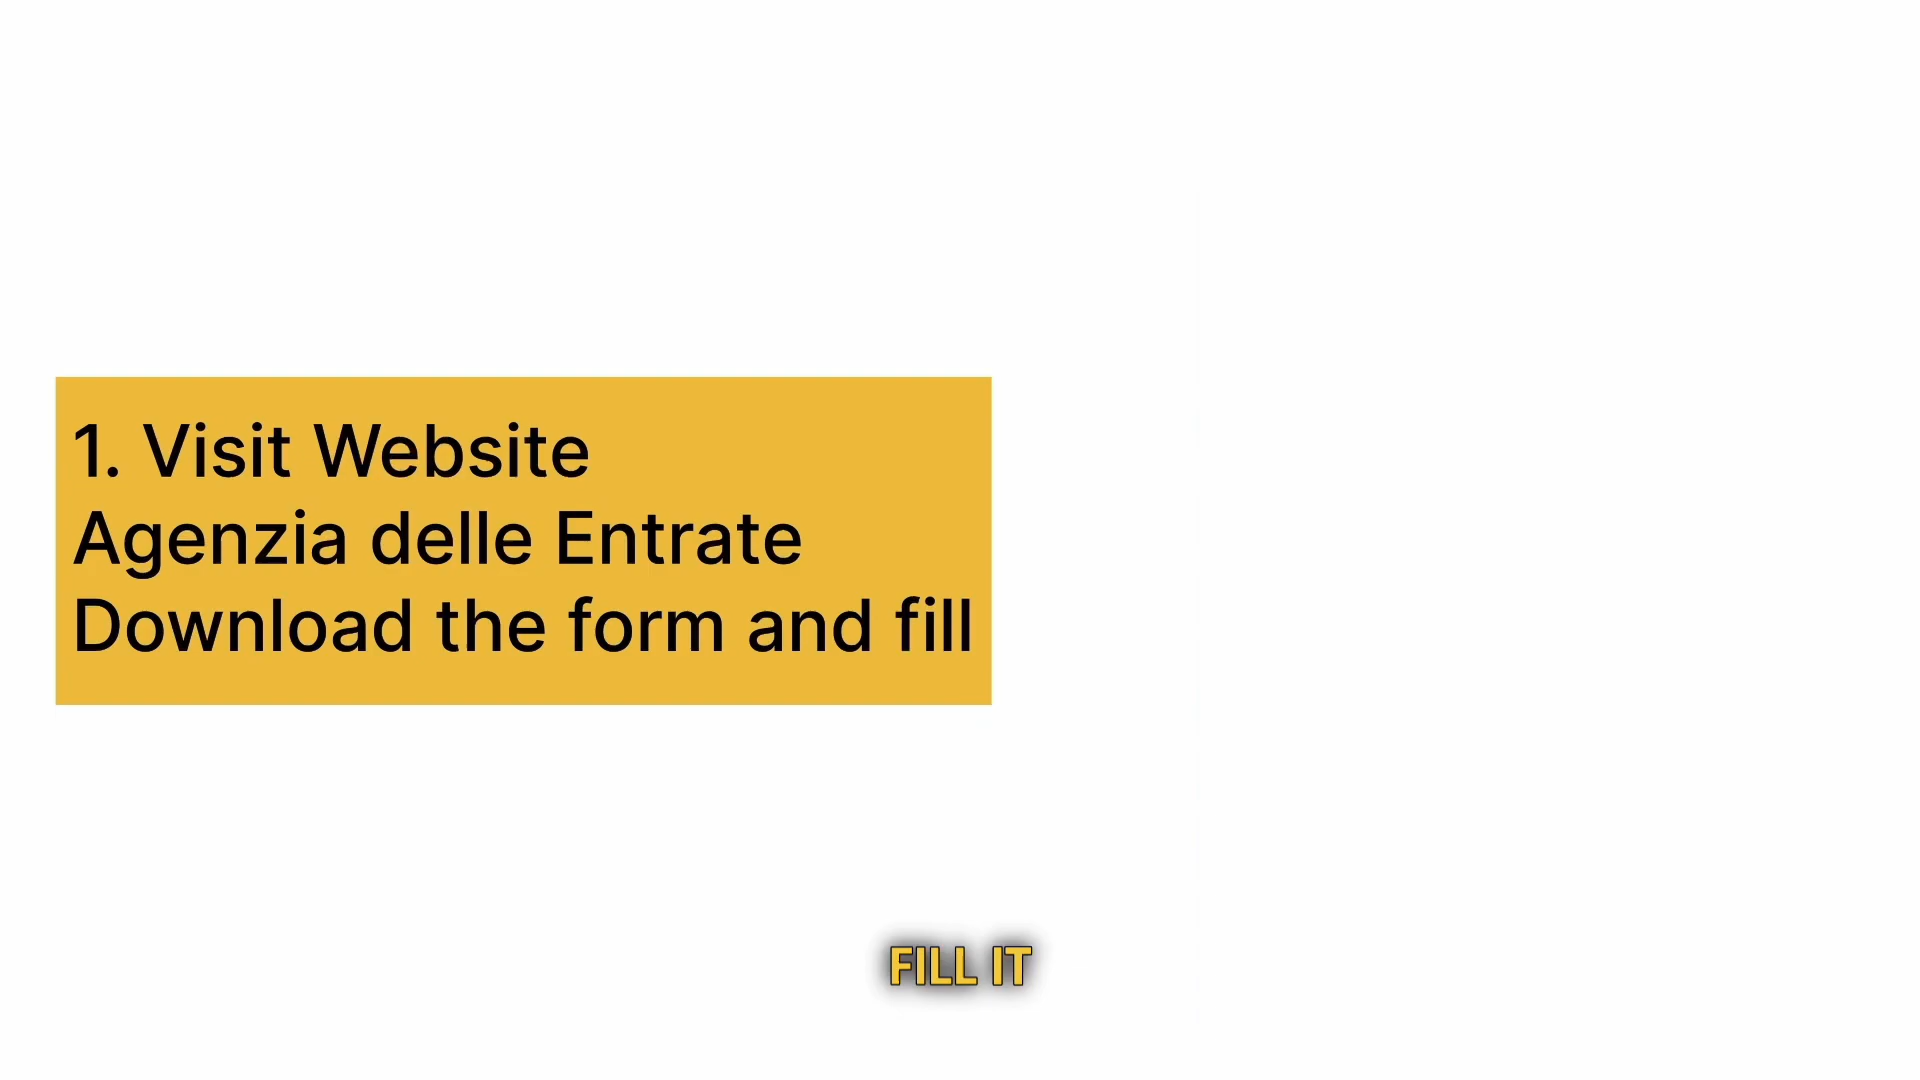 1. Visit Website
Agenzia delle Entrate
Download the form and fill
FILL IT